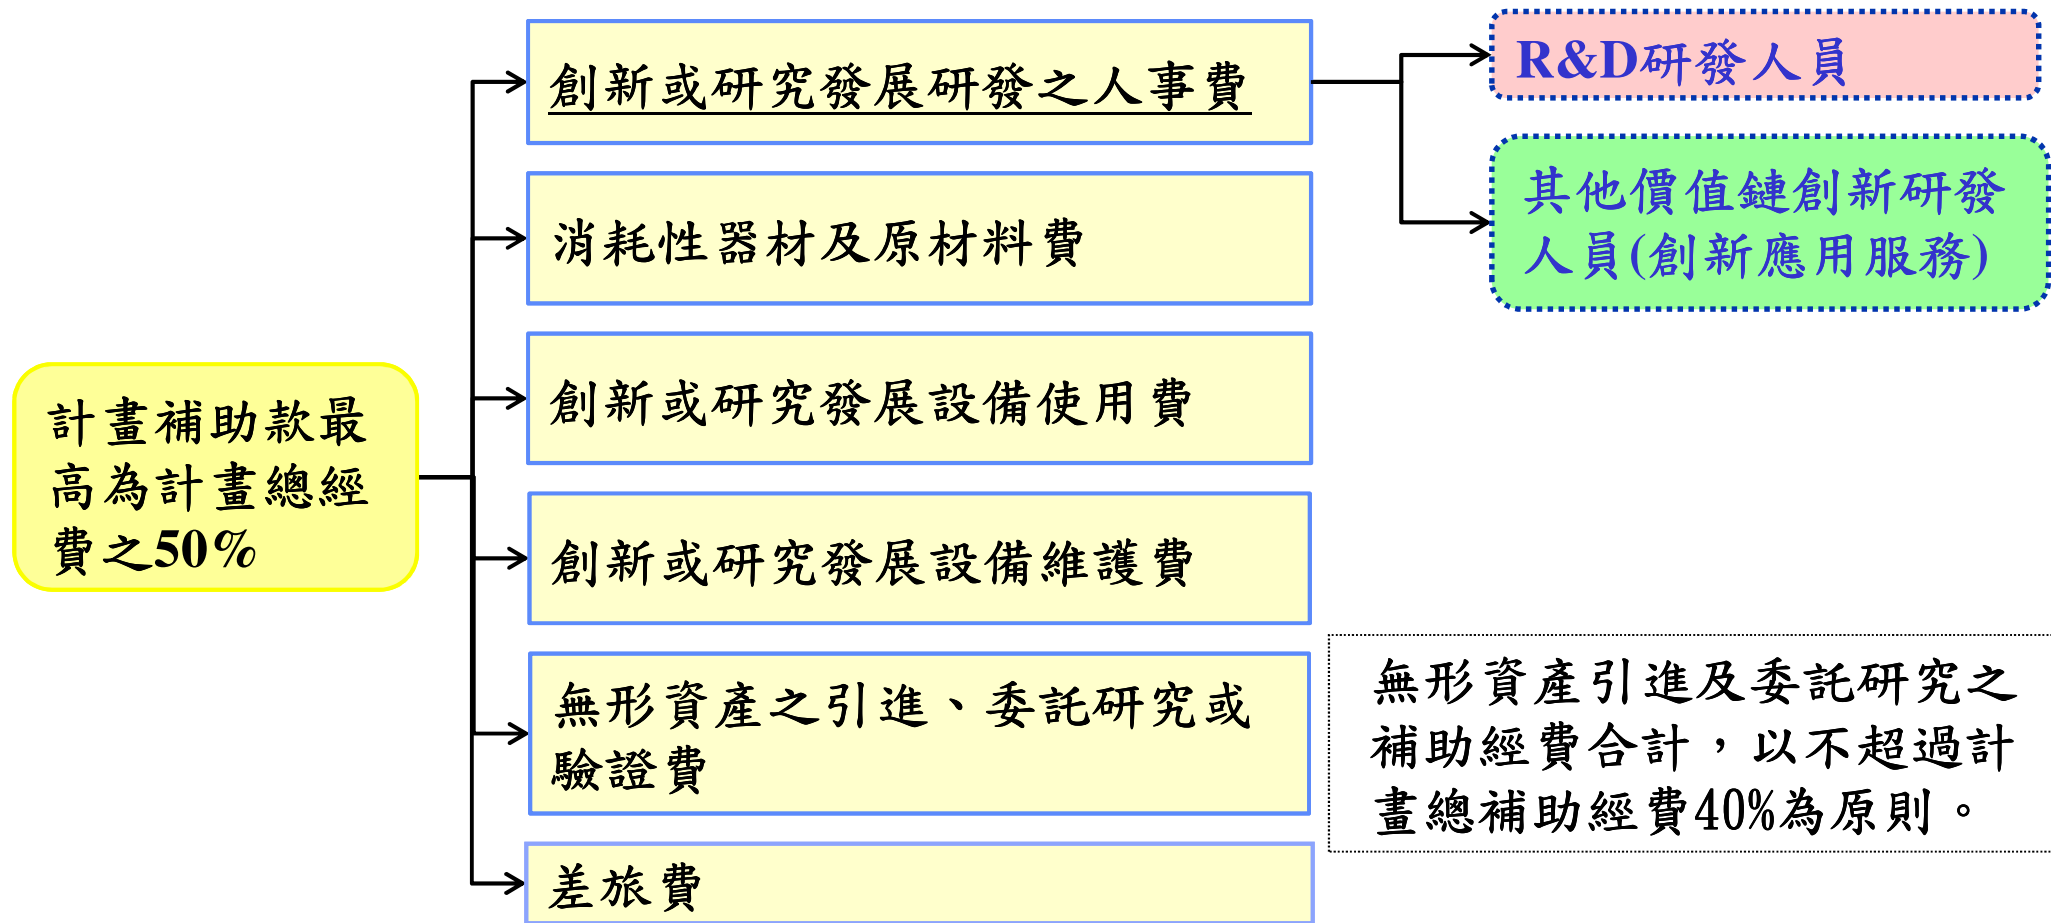 計畫補助款最
高為計畫總經
費之50%
創新或研究發展研發之人事費
消耗性器材及原材料費
創新或研究發展設備使用費
創新或研究發展設備維護費
無形資產之引進、委託研究或
驗證費
差旅費
R&D研發人員
其他價值鏈創新研發
人員(創新應用服務)
無形資產引進及委託研究之
補助經費合計，以不超過計
畫總補助經費40%為原則。